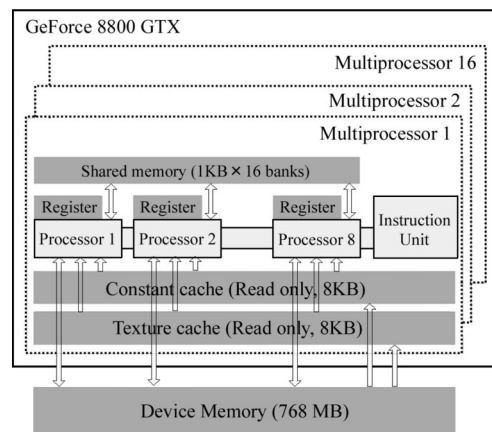 GeForce 8800 GTX
Multiprocessor 16
Multiprocessor 2
Multiprocessor 1
Shared memory (1KB × 16 banks)
Register Register Register
Processor 1 Processor 2 Processor 8
Instruction
Unit
Constant cache (Read only, 8KB)
Texture cache (Read only, 8KB)
Device Memory (768 MB)